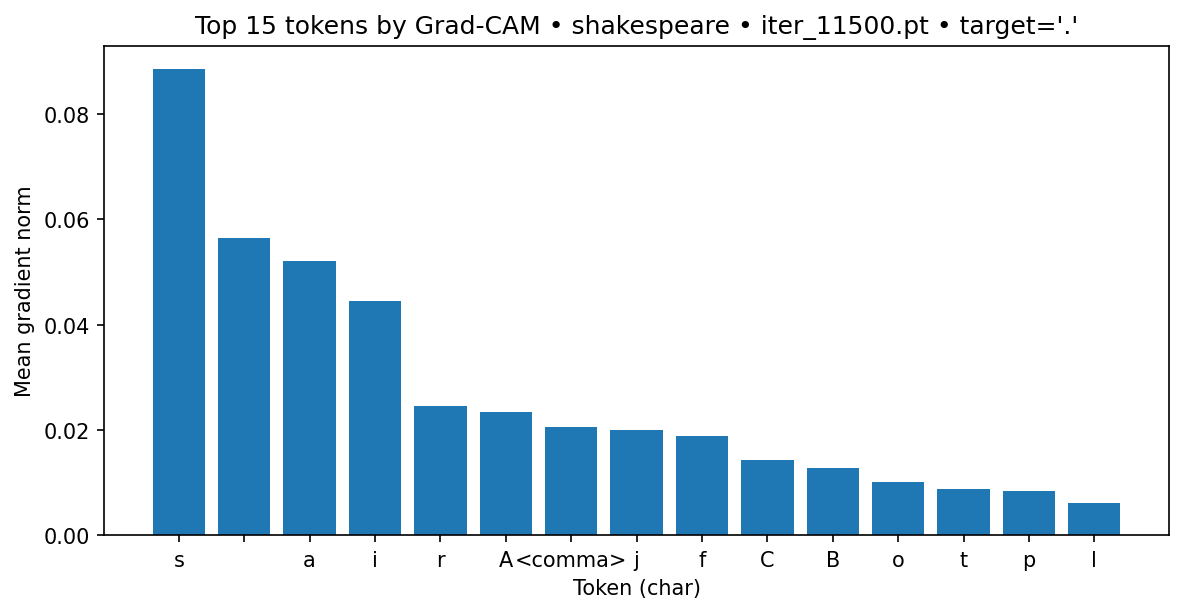 Top 15 tokens by Grad-CAM • shakespeare • iter_11500.pt • target='.'
Mean gradient norm
0.08
0.06
0.04
0.02
0.00
s a i r A <comma> j f C B o t p l
Token (char)